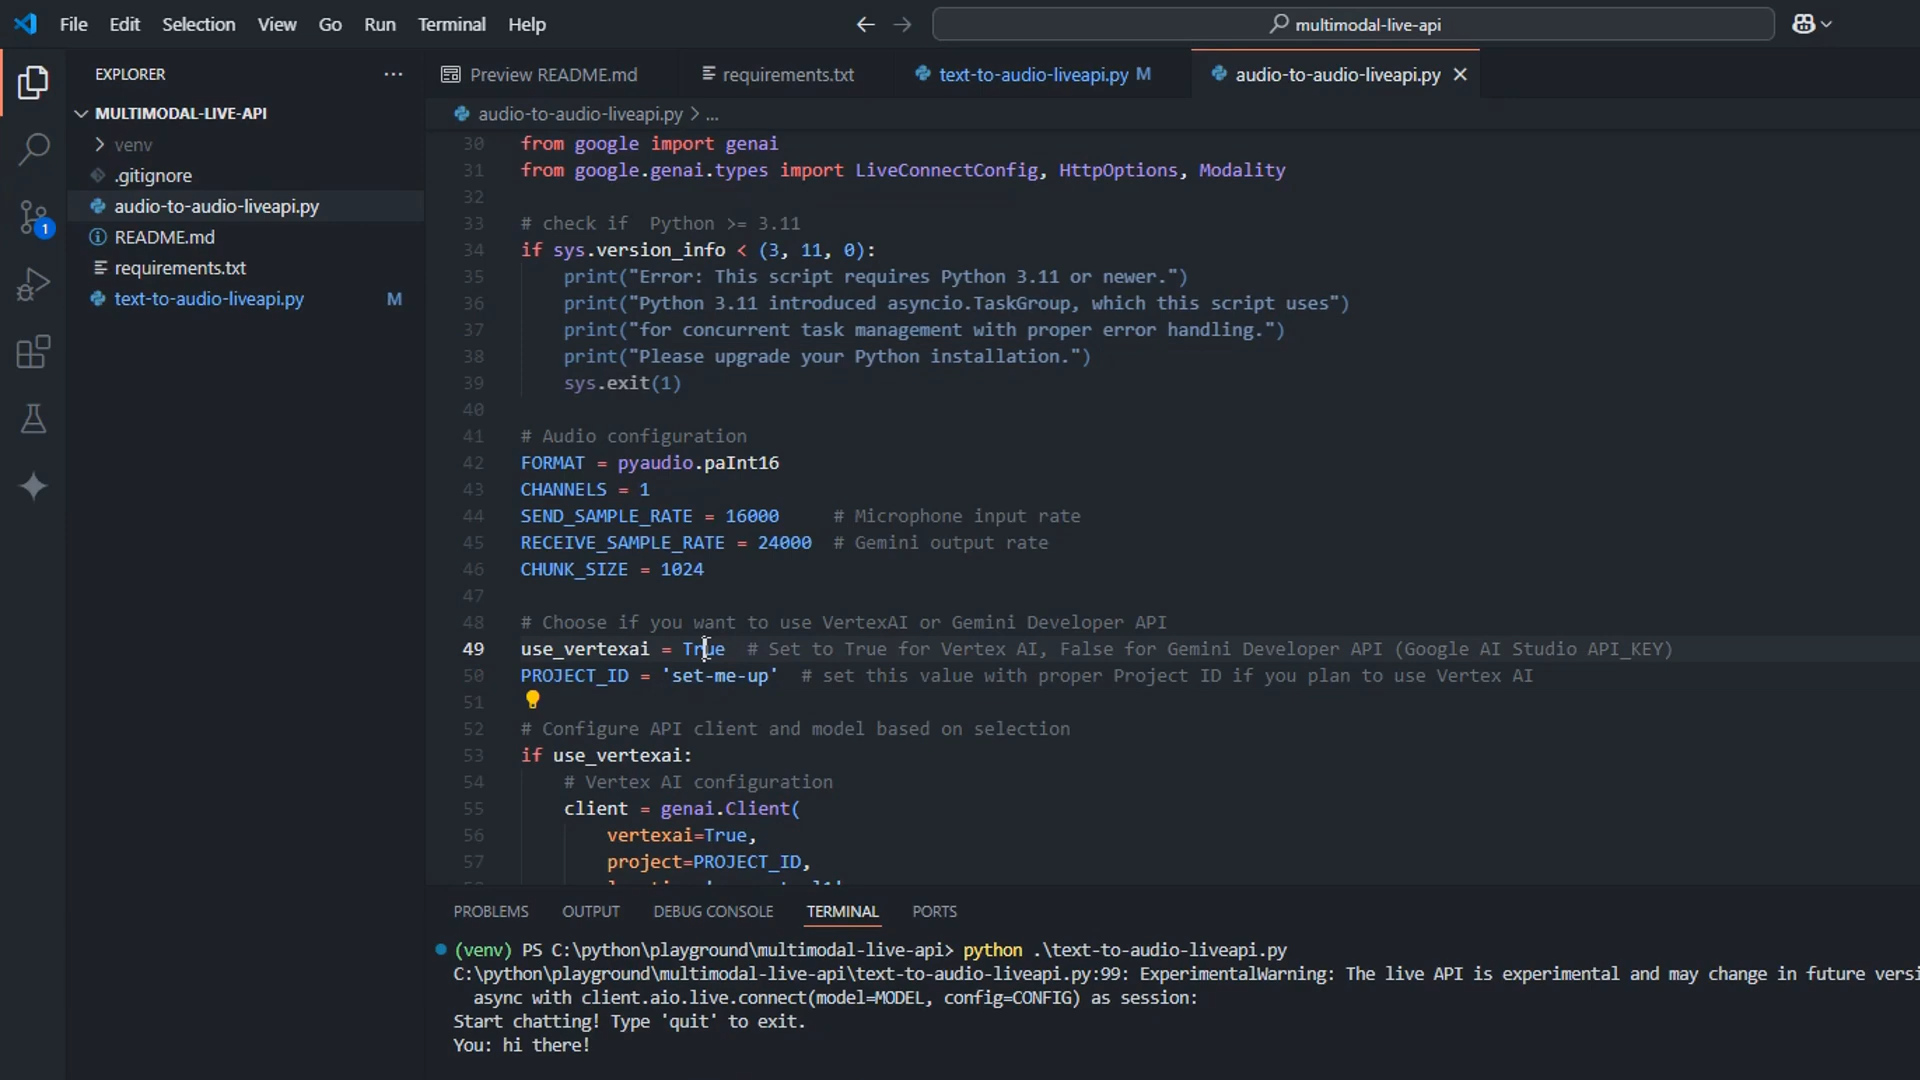 File Edit Selection View Go Run Terminal Help
multimodal-live-api
EXPLORER
MULTIMODAL-LIVE-API
venv
.gitignore
audio-to-audio-liveapi.py
README.md
requirements.txt
text-to-audio-liveapi.py M
1
Preview README.md requirements.txt text-to-audio-liveapi.py M audio-to-audio-liveapi.py
audio-to-audio-liveapi.py > ...
30 from google import genai
31 from google.genai.types import LiveConnectConfig, HttpOptions, Modality
32
33 # check if  Python >= 3.11
34 if sys.version_info < (3, 11, 0):
35 print("Error: This script requires Python 3.11 or newer.")
36 print("Python 3.11 introduced asyncio.TaskGroup, which this script uses")
37 print("for concurrent task management with proper error handling.")
38 print("Please upgrade your Python installation.")
39 sys.exit(1)
40
41 # Audio configuration
42 FORMAT = pyaudio.paInt16
43 CHANNELS = 1
44 SEND_SAMPLE_RATE = 16000 # Microphone input rate
45 RECEIVE_SAMPLE_RATE = 24000 # Gemini output rate
46 CHUNK_SIZE = 1024
47
48 # Choose if you want to use VertexAI or Gemini Developer API
49 use_vertexai = True # Set to True for Vertex AI, False for Gemini Developer API (Google AI Studio API_KEY)
50 PROJECT_ID = 'set-me-up' # set this value with proper Project ID if you plan to use Vertex AI
51
52 # Configure API client and model based on selection
53 if use_vertexai:
54 # Vertex AI configuration
55 client = genai.Client(
56 vertexai=True,
57 project=PROJECT_ID,
PROBLEMS OUTPUT DEBUG CONSOLE TERMINAL PORTS
(venv) PS C:\python\playground\multimodal-live-api> python .\text-to-audio-liveapi.py
C:\python\playground\multimodal-live-api\text-to-audio-liveapi.py:99: ExperimentalWarning: The live API is experimental and may change in future versi
async with client.aio.live.connect(model=MODEL, config=CONFIG) as session:
Start chatting! Type 'quit' to exit.
You: hi there!